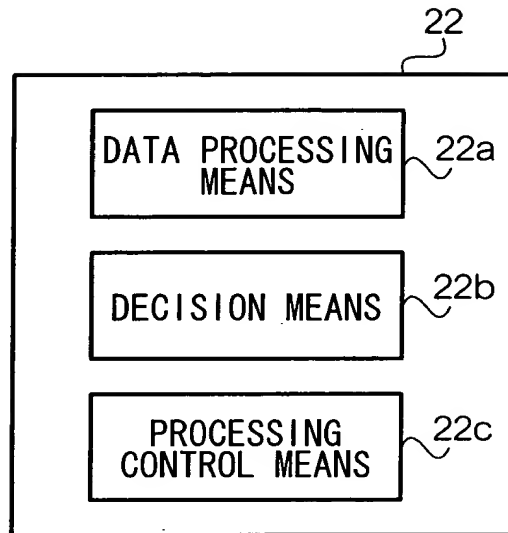 22
DATA PROCESSING
MEANS
22a
DECISION MEANS
22b
PROCESSING
CONTROL MEANS
22c